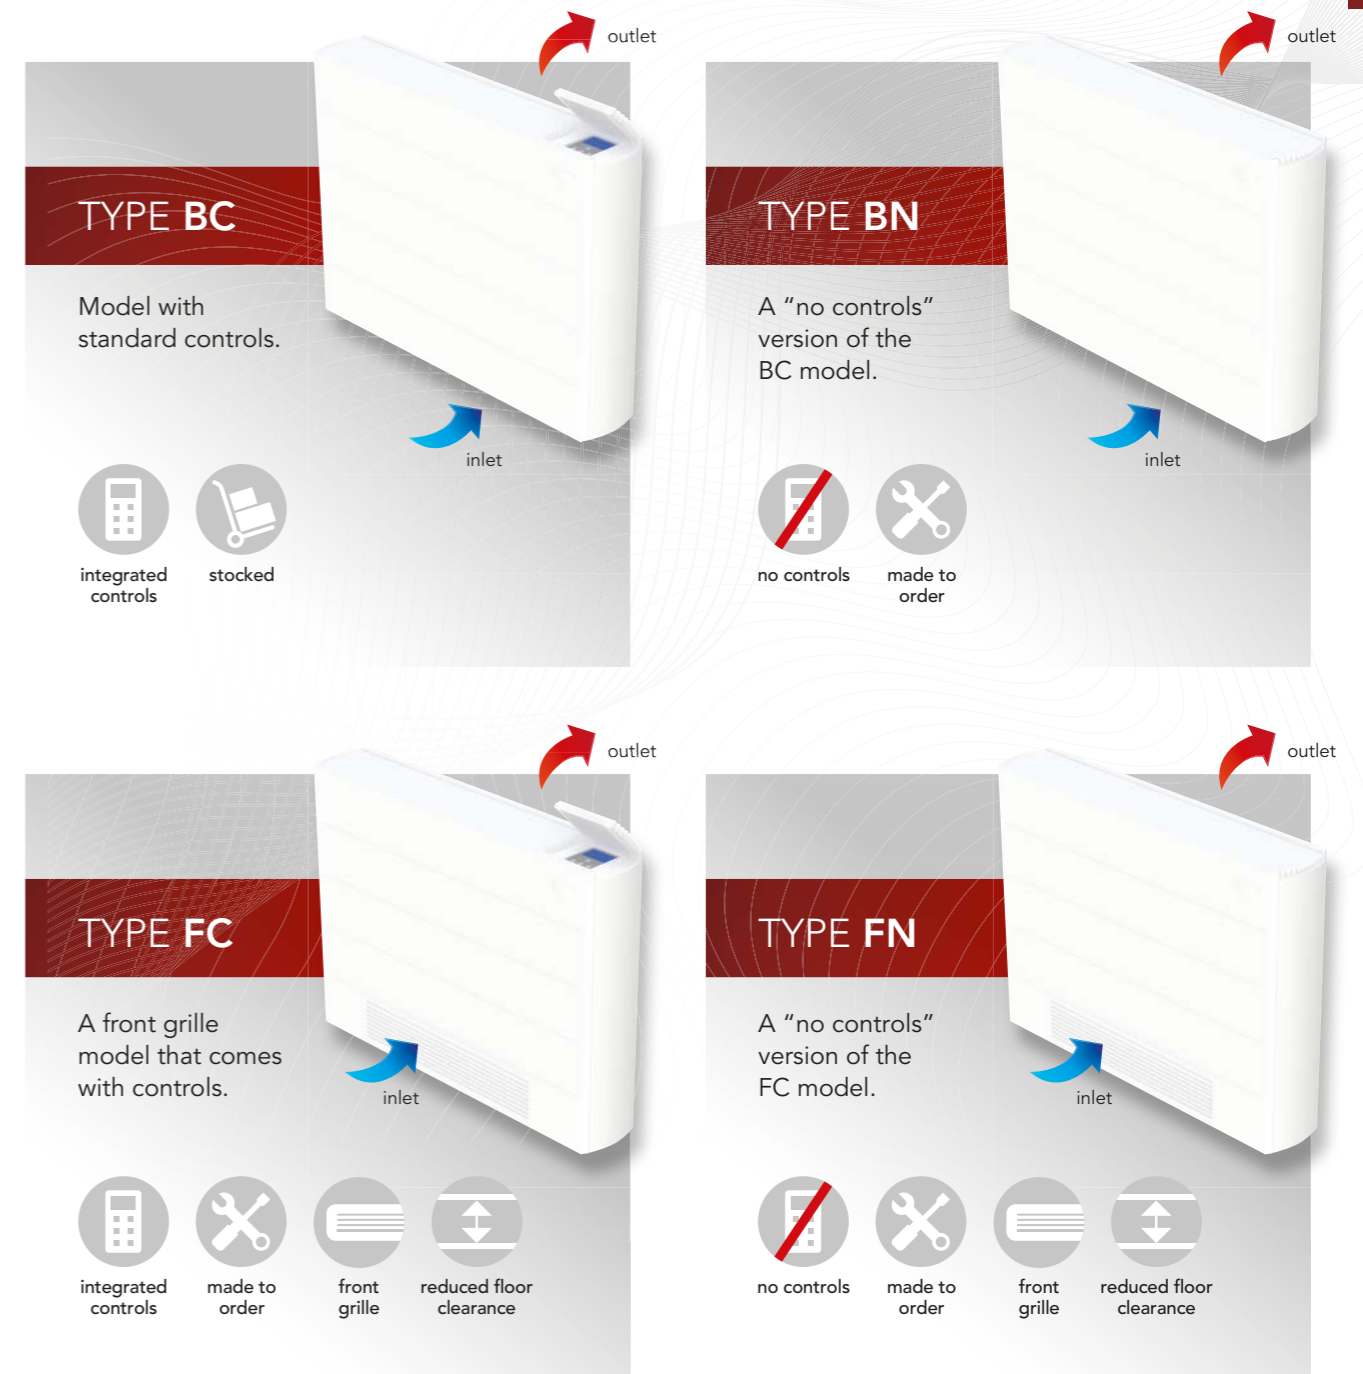 outlet
TYPE BC
Model with
standard controls.
inlet
integrated
controls
stocked
outlet
TYPE BN
A “no controls”
version of the
BC model.
inlet
no controls
made to
order
outlet
TYPE FC
A front grille
model that comes
with controls.
inlet
integrated
controls
made to
order
front
grille
reduced floor
clearance
outlet
TYPE FN
A “no controls”
version of the
FC model.
inlet
no controls
made to
order
front
grille
reduced floor
clearance